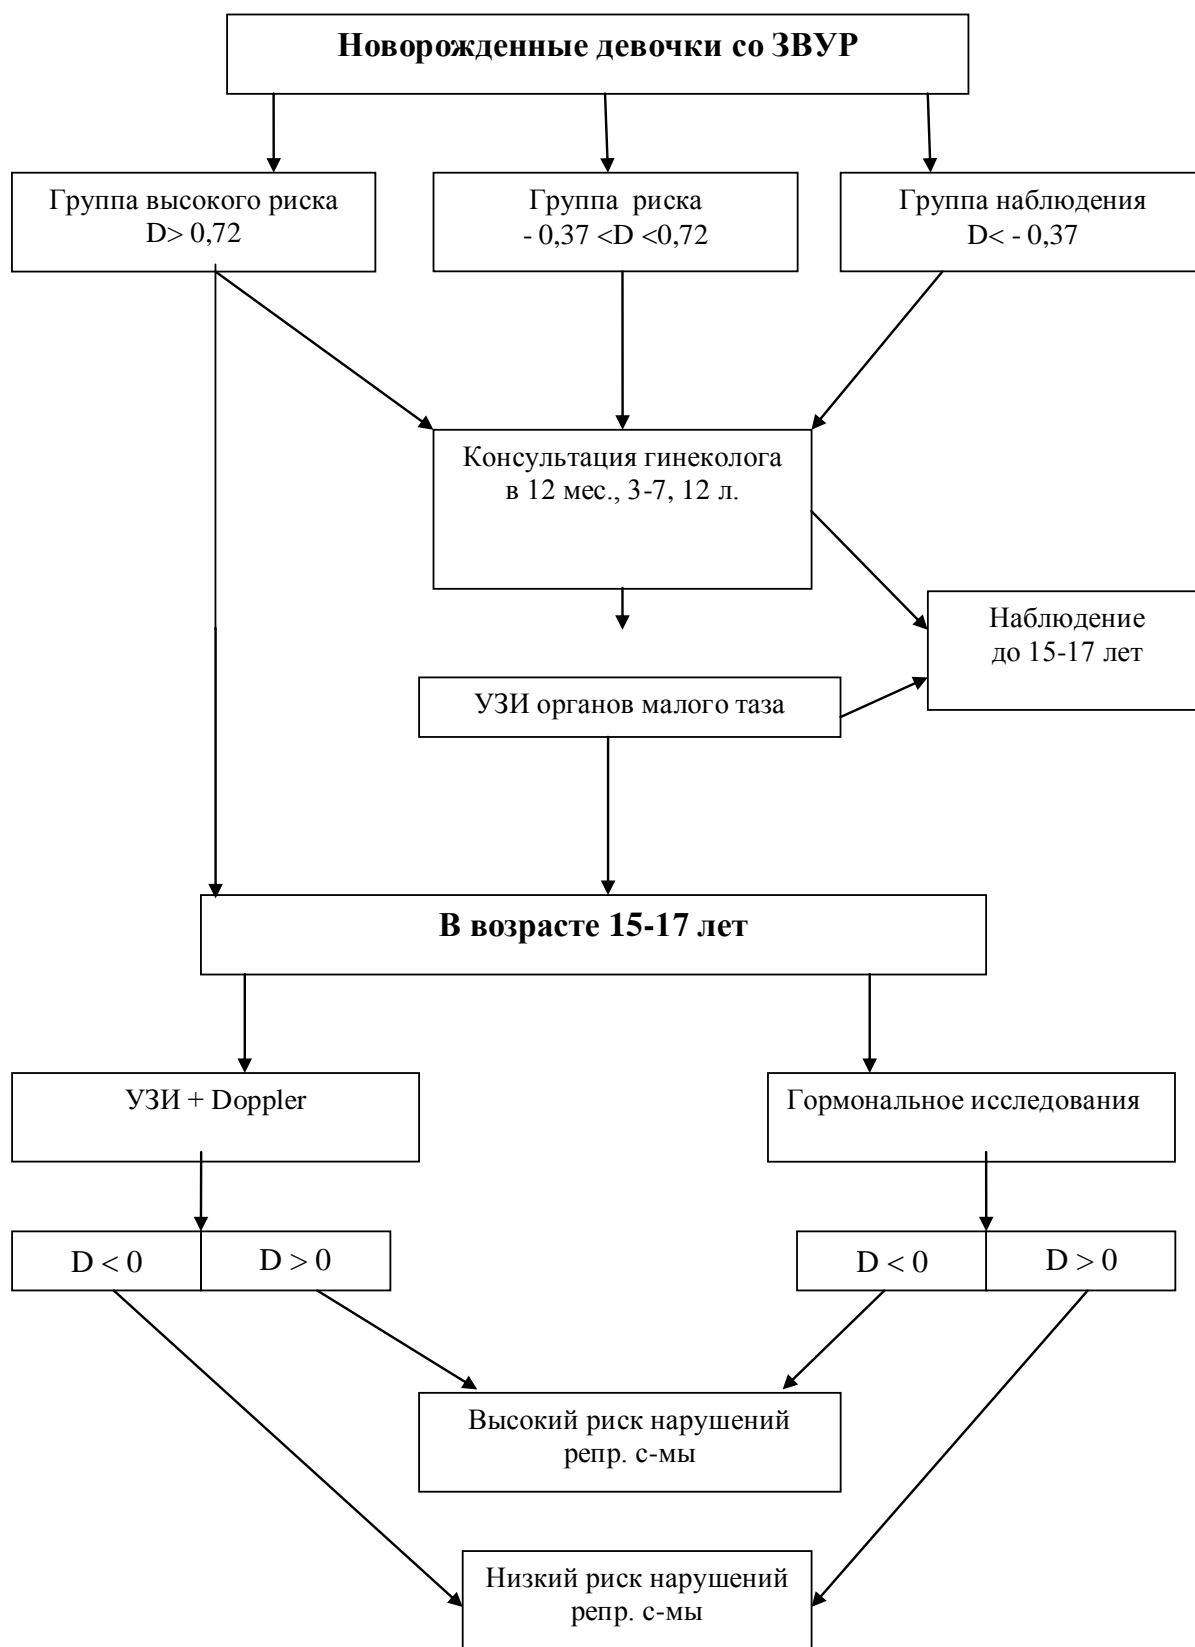 Новорожденные девочки со ЗВУР
Группа высокого риска
D> 0,72
Группа риска
- 0,37 <D <0,72
Группа наблюдения
D< - 0,37
Консультация гинеколога
в 12 мес., 3-7, 12 л.
Наблюдение
до 15-17 лет
УЗИ органов малого таза
В возрасте 15-17 лет
УЗИ + Doppler
Гормональное исследования
D < 0
D > 0
D < 0
D > 0
Высокий риск нарушений
репр. с-мы
Низкий риск нарушений
репр. с-мы